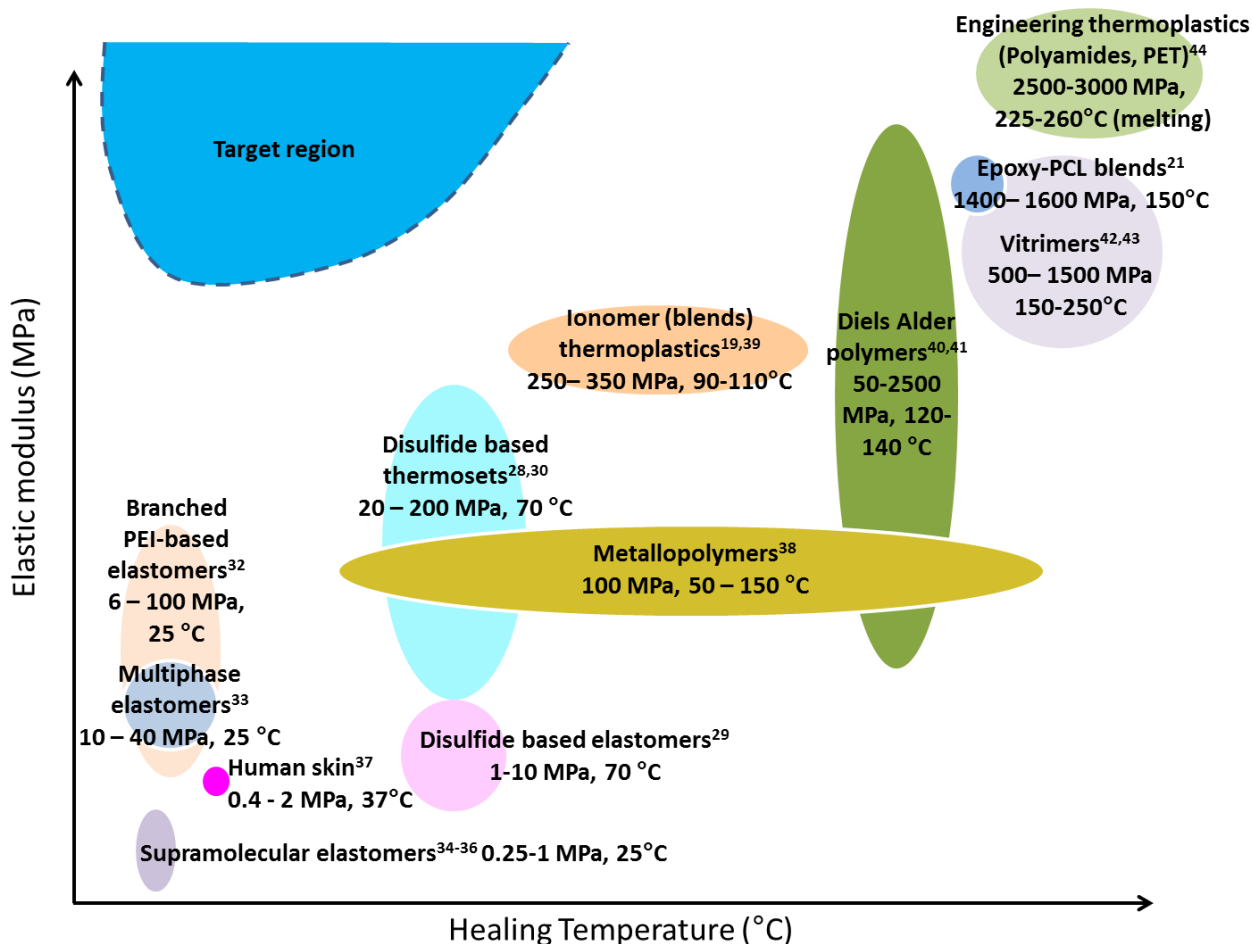 Engineering thermoplastics
(Polyamides, PET)44
2500-3000 MPa,
225-260°C (melting)
Target region
Epoxy-PCL blends21
1400– 1600 MPa, 150°C
Vitrimers42,43
500– 1500 MPa
150-250°C
Ionomer (blends)
thermoplastics19,39
250– 350 MPa, 90-110°C
Diels Alder
polymers40,41
50-2500
MPa, 120-
140 °C
Disulfide based
thermosets28,30
20 – 200 MPa, 70 °C
Branched
PEI-based
elastomers32
6 – 100 MPa,
25 °C
Metallopolymers38
100 MPa, 50 – 150 °C
Multiphase
elastomers33
10 – 40 MPa, 25 °C
Disulfide based elastomers29
1-10 MPa, 70 °C
Human skin37
0.4 - 2 MPa, 37°C
Supramolecular elastomers34-36 0.25-1 MPa, 25°C
Elastic modulus (MPa)
Healing Temperature (°C)